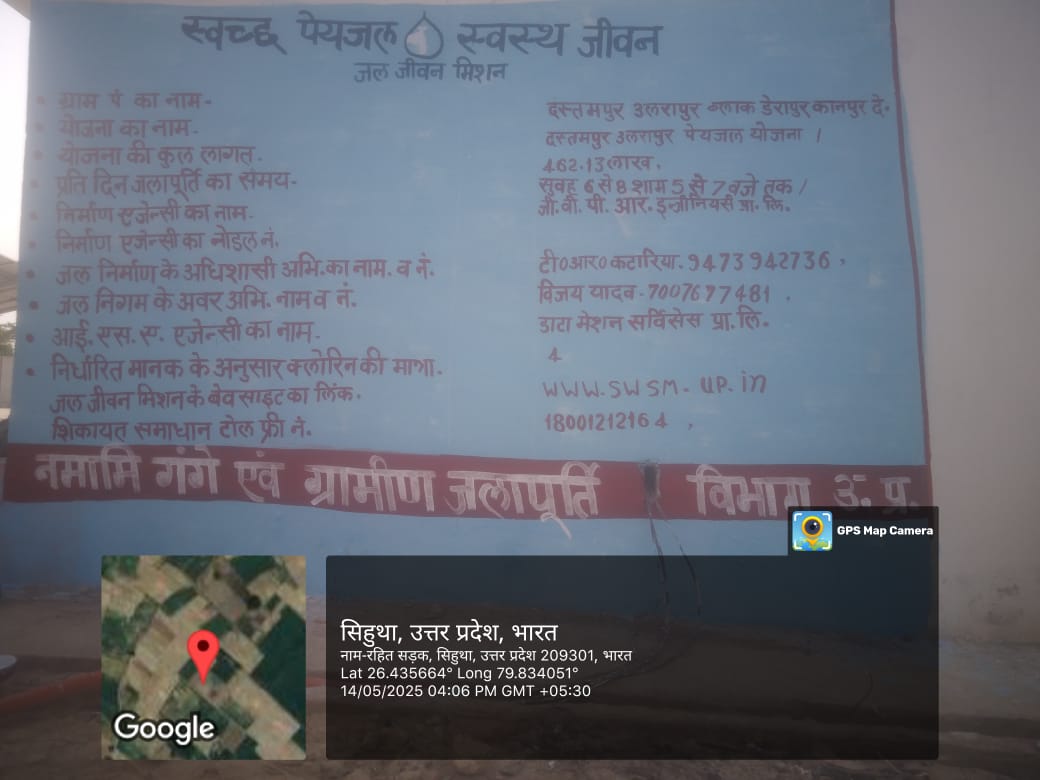 स्वच्छ पेयजल स्वस्थ जीवन
जल जीवन मिशन
• ग्राम पं का नाम- दस्तमपुर उलरापुर ब्लाक डेरापुर कानपुर दे.
• योजना का नाम- दस्तमपुर उलरापुर पेयजल योजना ।
• योजना की कुल लागत. 462.13 लाख.
• प्रति दिन जलापूर्ति का समय- सुवह 6 से 8 शाम 5 से 7 वजे तक /
• निर्माण एजेन्सी का नाम- जी.वी. पी. आर. इन्जीनियर्स प्रा. लि.
• निर्माण एजेन्सी का नोडल नं.
• जल निर्माण के अधिशासी अभि. का नाम. व नं. टी० आर० कटारिया. 9473942736 ,
• जल निगम के अवर अभि. नाम व नं. विजय यादव - 7007677481 .
• आई. एस. ए. एजेन्सी का नाम. डाटा मेशन सर्विसेस प्रा. लि.
• निर्धारित मानक के अनुसार क्लोरिन की मात्रा. 4
जल जीवन मिशन के बेव साइट का लिंक. WWW.SWSM-UP.in
शिकायत समाधान टोल फ्री नं. 18001212164 ,
नमामि गंगे एवं ग्रामीण जलापूर्ति विभाग उ. प्र.
GPS Map Camera
सिहुथा, उत्तर प्रदेश, भारत
नाम-रहित सड़क, सिहुथा, उत्तर प्रदेश 209301, भारत
Lat 26.435664° Long 79.834051°
14/05/2025 04:06 PM GMT +05:30
Google